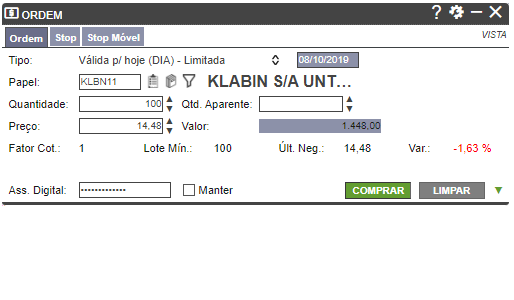 ORDEM ?
Ordem Stop Stop Móvel VISTA
Tipo: Válida p/ hoje (DIA) - Limitada 08/10/2019
Papel: KLBN11 KLABIN S/A UNT...
Quantidade: 100 Qtd. Aparente:
Preço: 14,48 Valor: 1.448,00
Fator Cot.: 1 Lote Mín.: 100 Últ. Neg.: 14,48 Var.: -1,63 %
Ass. Digital: ••••••••••••• Manter COMPRAR LIMPAR